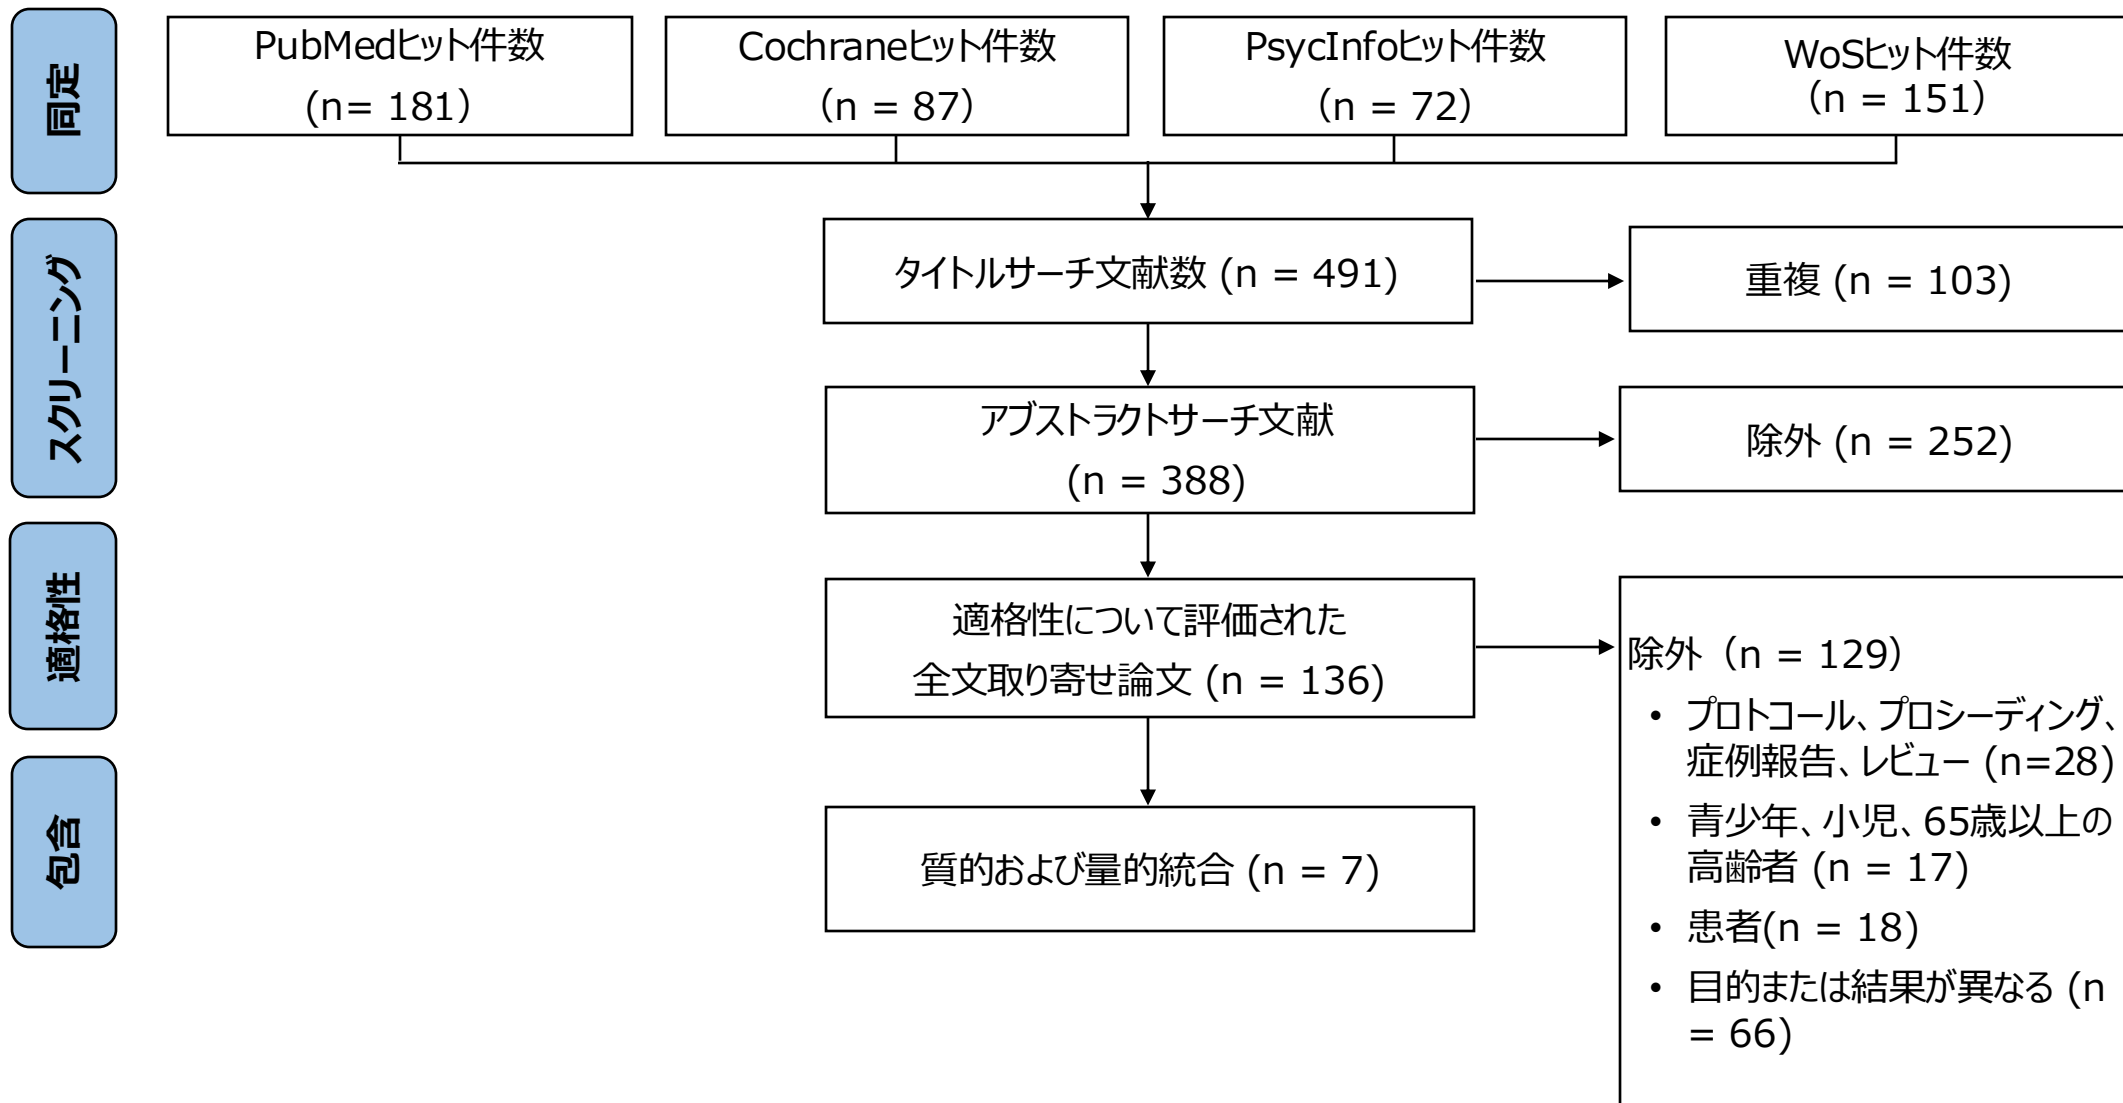 同定
PubMedヒット件数
(n= 181）
Cochraneヒット件数
（n = 87）
PsycInfoヒット件数
（n = 72）
WoSヒット件数
（n = 151）
スクリーニング
タイトルサーチ文献数 (n = 491)
重複 (n = 103)
アブストラクトサーチ文献
(n = 388)
除外 (n = 252)
適格性
適格性について評価された
全文取り寄せ論文 (n = 136)
除外（n = 129）
• プロトコール、プロシーディング、
症例報告、レビュー (n=28)
• 青少年、小児、65歳以上の
高齢者 (n = 17)
• 患者(n = 18)
• 目的または結果が異なる (n
= 66)
包含
質的および量的統合 (n = 7)